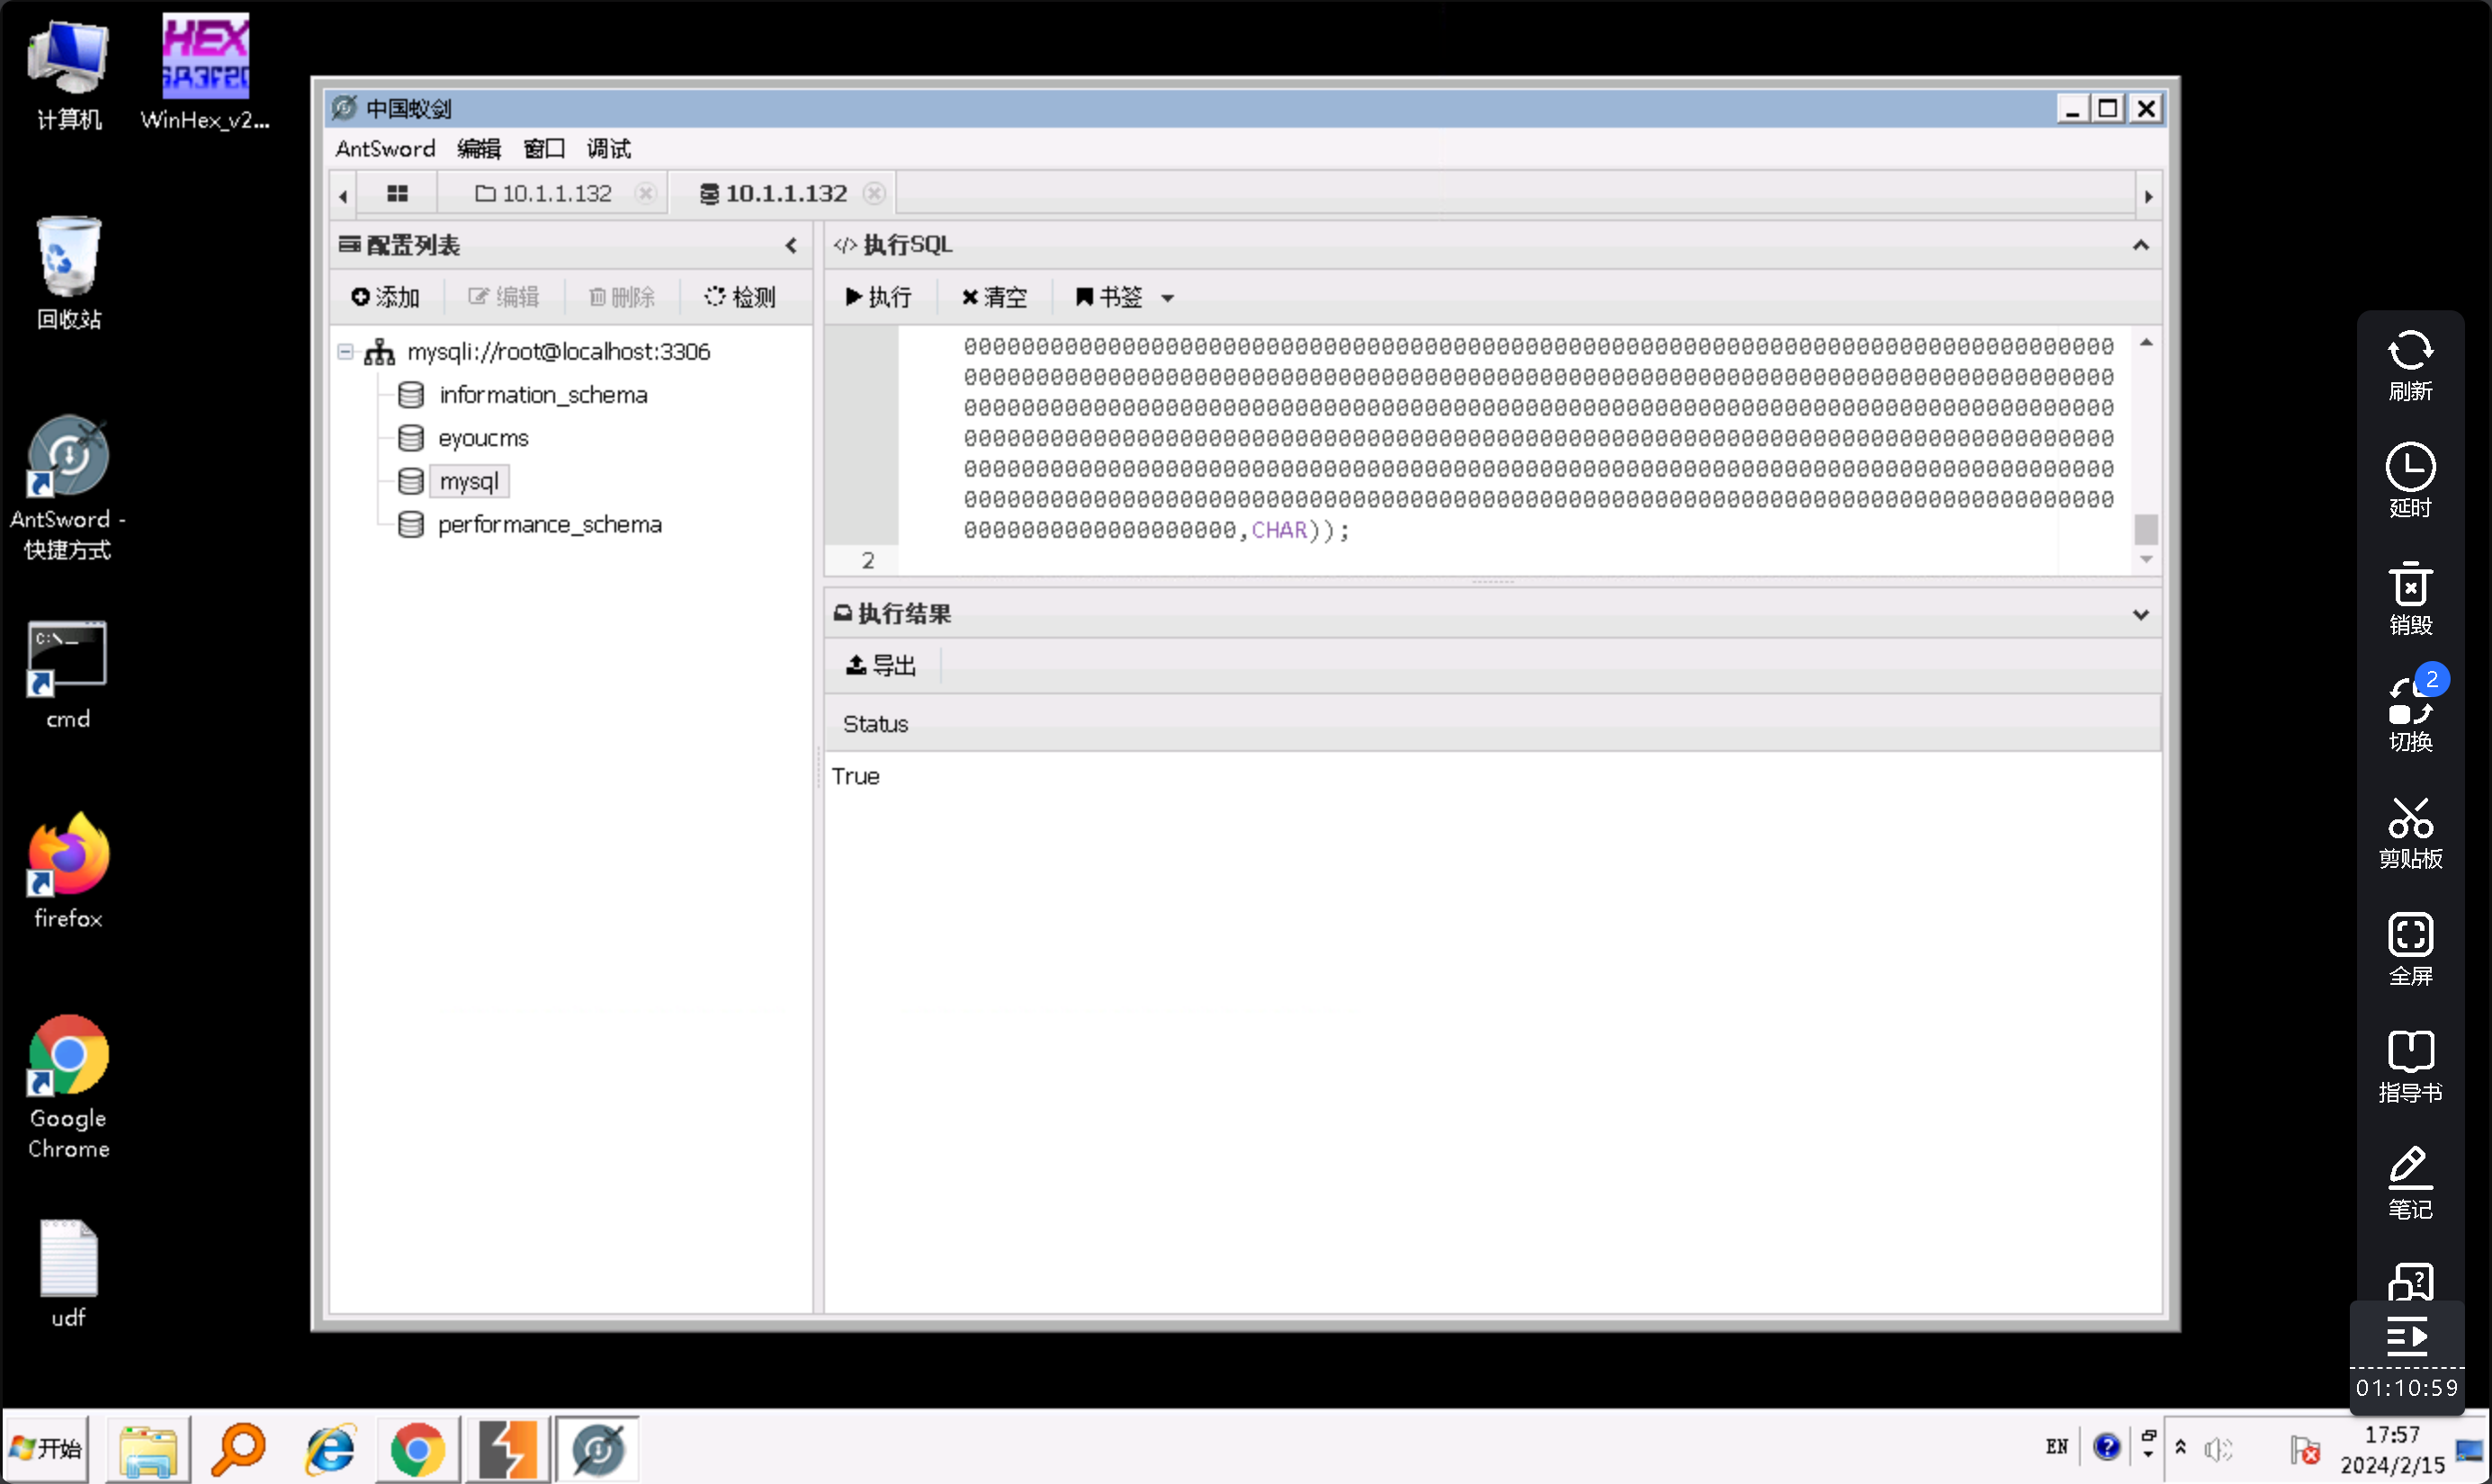 计算机
WinHex_v2...
回收站
AntSword -
快捷方式
cmd
firefox
Google
Chrome
udf
中国蚁剑
AntSword 编辑 窗口 调试
10.1.1.132 10.1.1.132
配置列表
添加 编辑 删除 检测
mysqli://root@localhost:3306
information_schema
eyoucms
mysql
performance_schema
</> 执行SQL
执行 清空 书签
0000000000000000000,CHAR));
2
执行结果
导出
Status
True
刷新
延时
销毁
2
切换
剪贴板
全屏
指导书
笔记
01:10:59
开始
EN
17:57
2024/2/15